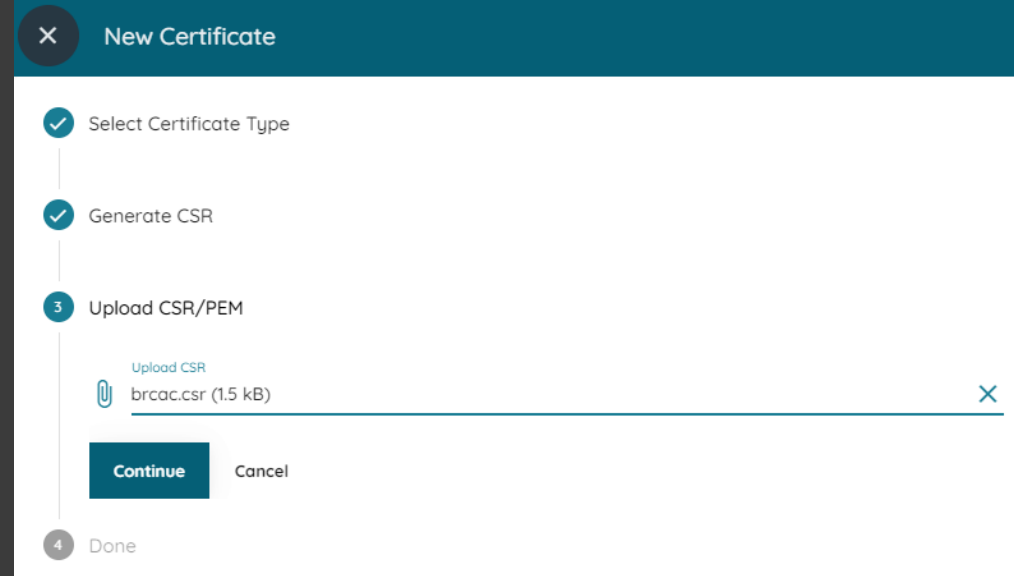 New Certificate
Select Certificate Type
Generate CSR
3 Upload CSR/PEM
Upload CSR
brcac.csr (1.5 kB)
Continue Cancel
4 Done